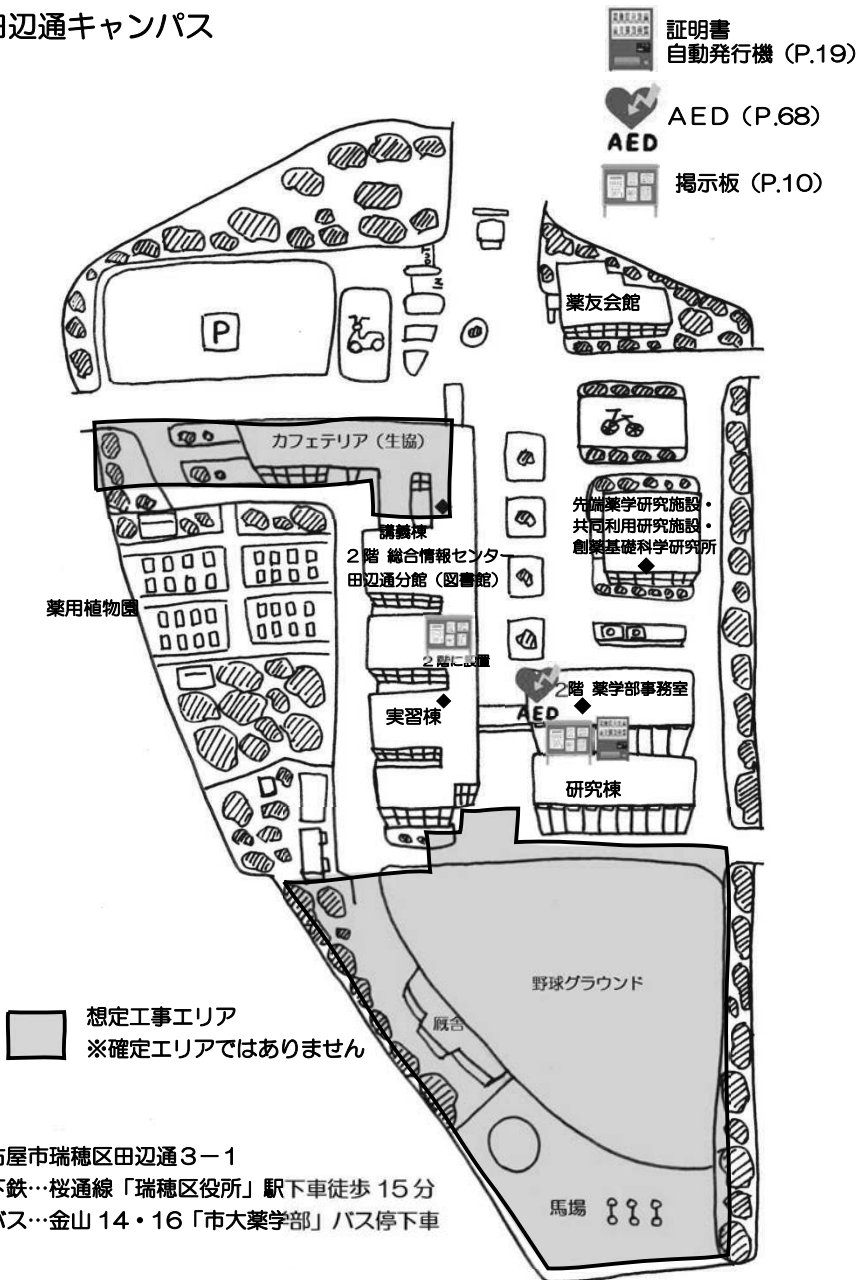 辺通キャンパス
証明書
自動発行機（P.19）
AED
AED（P.68）
掲示板（P.10）
OUT
IN
薬友会館
P
カフェテリア（生協）
先端薬学研究施設・
共同利用研究施設・
創薬基礎科学研究所
講義棟
2階 総合情報センター
田辺通分館（図書館）
薬用植物園
2階に設置
2階 薬学部事務室
AED
実習棟
研究棟
野球グラウンド
厩舎
想定工事エリア
※確定エリアではありません
馬場
古屋市瑞穂区田辺通3－1
下鉄…桜通線「瑞穂区役所」駅下車徒歩 15 分
バス…金山 14・16「市大薬学部」バス停下車